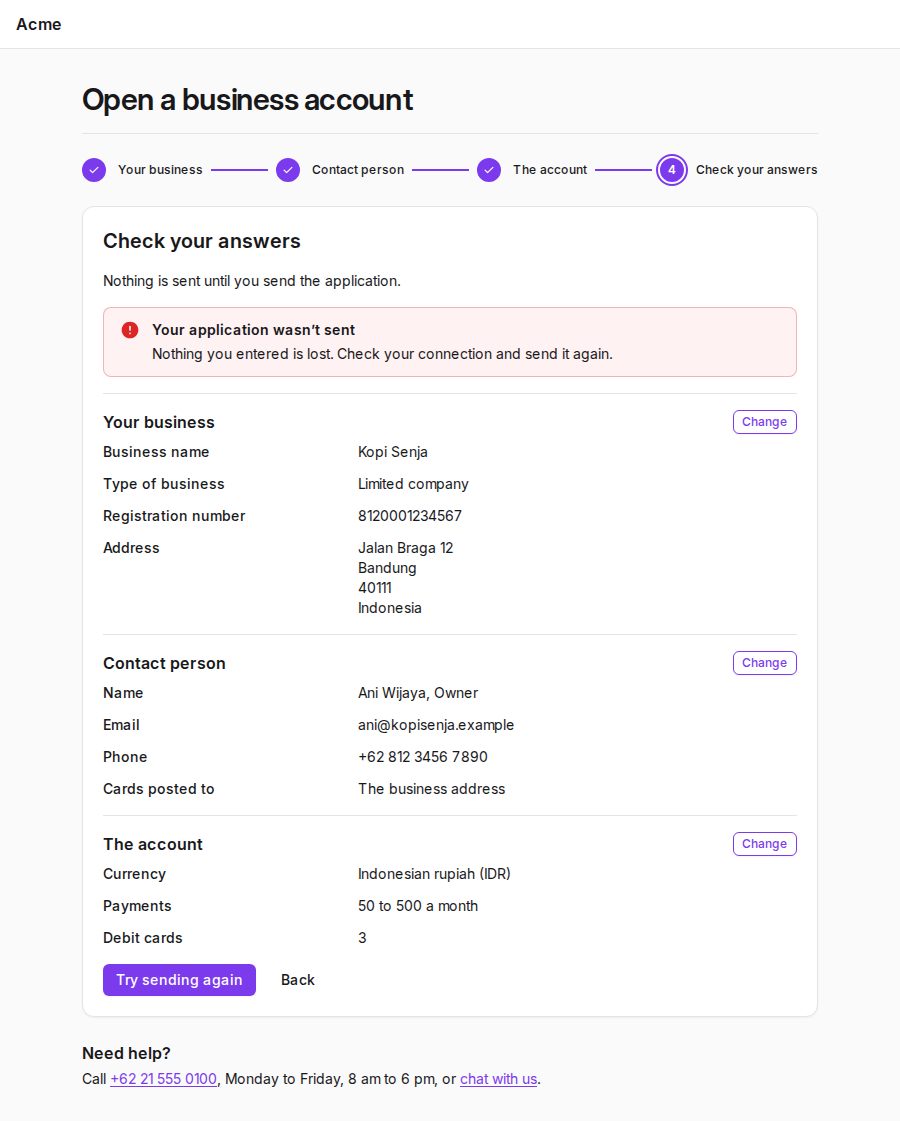 Acme
Open a business account
Your business
Contact person
The account
4
Check your answers
Check your answers
Nothing is sent until you send the application.
Your application wasn’t sent
Nothing you entered is lost. Check your connection and send it again.
Your business
Change
Business name
Kopi Senja
Type of business
Limited company
Registration number
8120001234567
Address
Jalan Braga 12
Bandung
40111
Indonesia
Contact person
Change
Name
Ani Wijaya, Owner
Email
ani@kopisenja.example
Phone
+62 812 3456 7890
Cards posted to
The business address
The account
Change
Currency
Indonesian rupiah (IDR)
Payments
50 to 500 a month
Debit cards
3
Try sending again
Back
Need help?
Call +62 21 555 0100, Monday to Friday, 8 am to 6 pm, or chat with us.